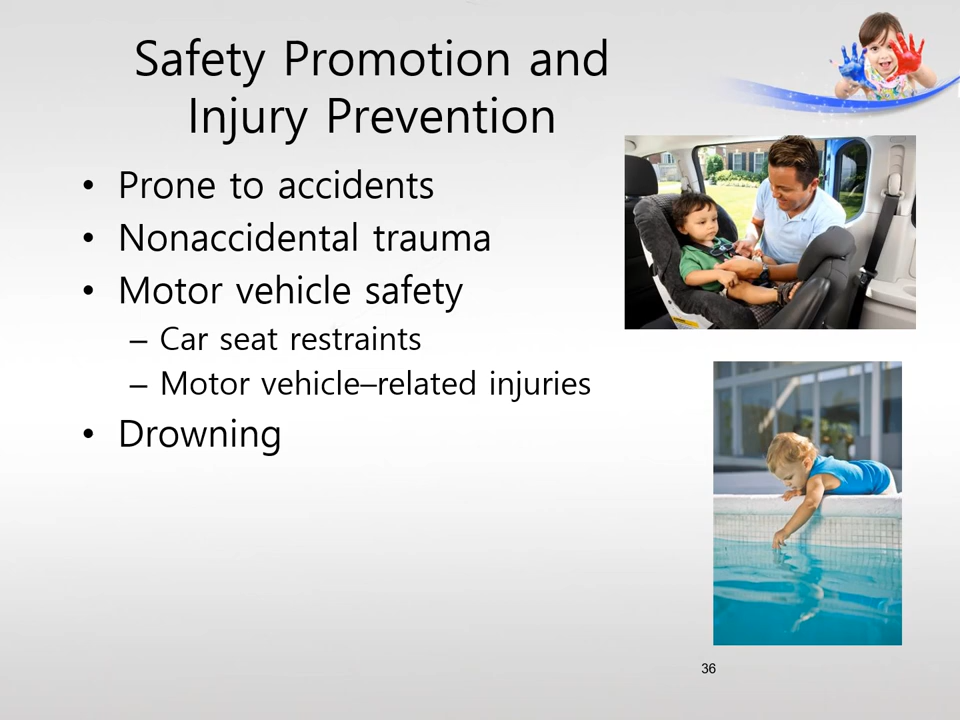 Safety Promotion and
Injury Prevention
• Prone to accidents
• Nonaccidental trauma
• Motor vehicle safety
– Car seat restraints
– Motor vehicle–related injuries
• Drowning
36